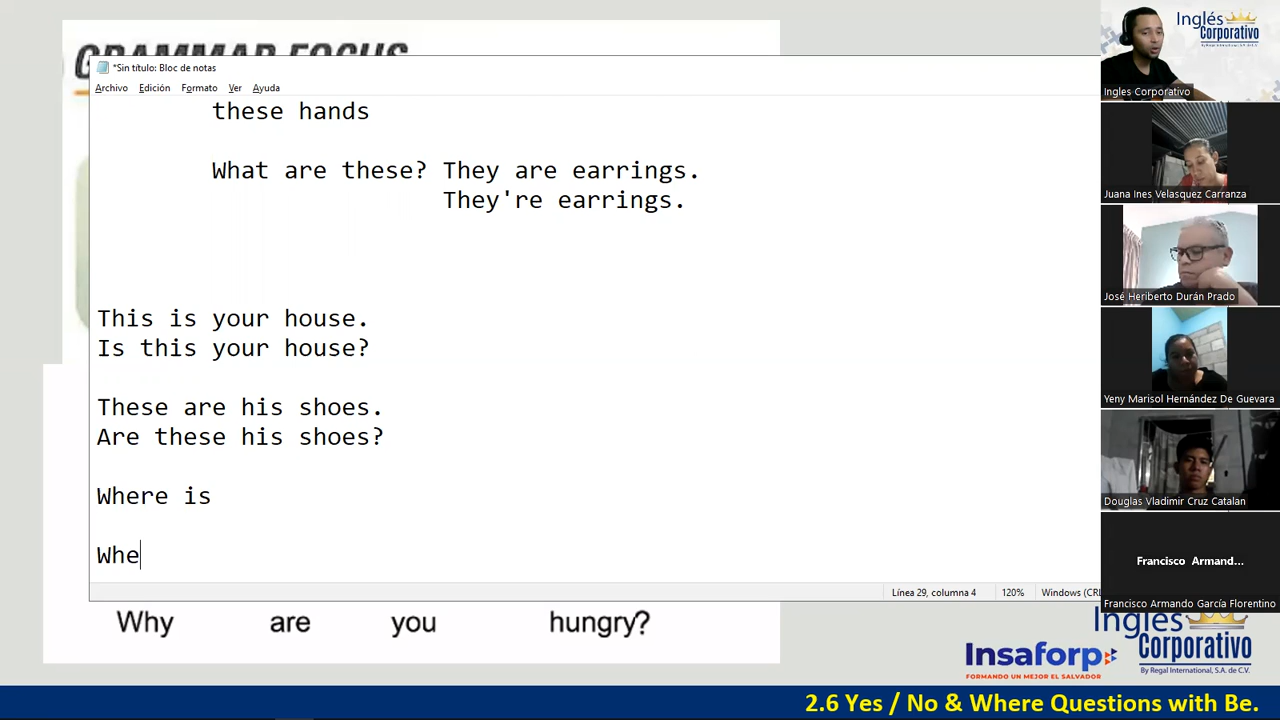 GRAMMAR FOCUS
*Sin título: Bloc de notas
Archivo Edición Formato Ver Ayuda
these hands
What are these? They are earrings.
They're earrings.
This is your house.
Is this your house?
These are his shoes.
Are these his shoes?
Where is
Whe
Línea 29, columna 4 120% Windows (CRL
Why are you hungry?
Inglés
Corporativo
By Regal International, S.A. de C.V.
Ingles Corporativo
Juana Ines Velasquez Carranza
José Heriberto Durán Prado
Yeny Marisol Hernández De Guevara
Douglas Vladimir Cruz Catalan
Francisco Armand...
Francisco Armando García Florentino
Insaforp
FORMANDO UN MEJOR EL SALVADOR
Inglés
Corporativo
By Regal International, S.A. de C.V.
2.6 Yes / No & Where Questions with Be.